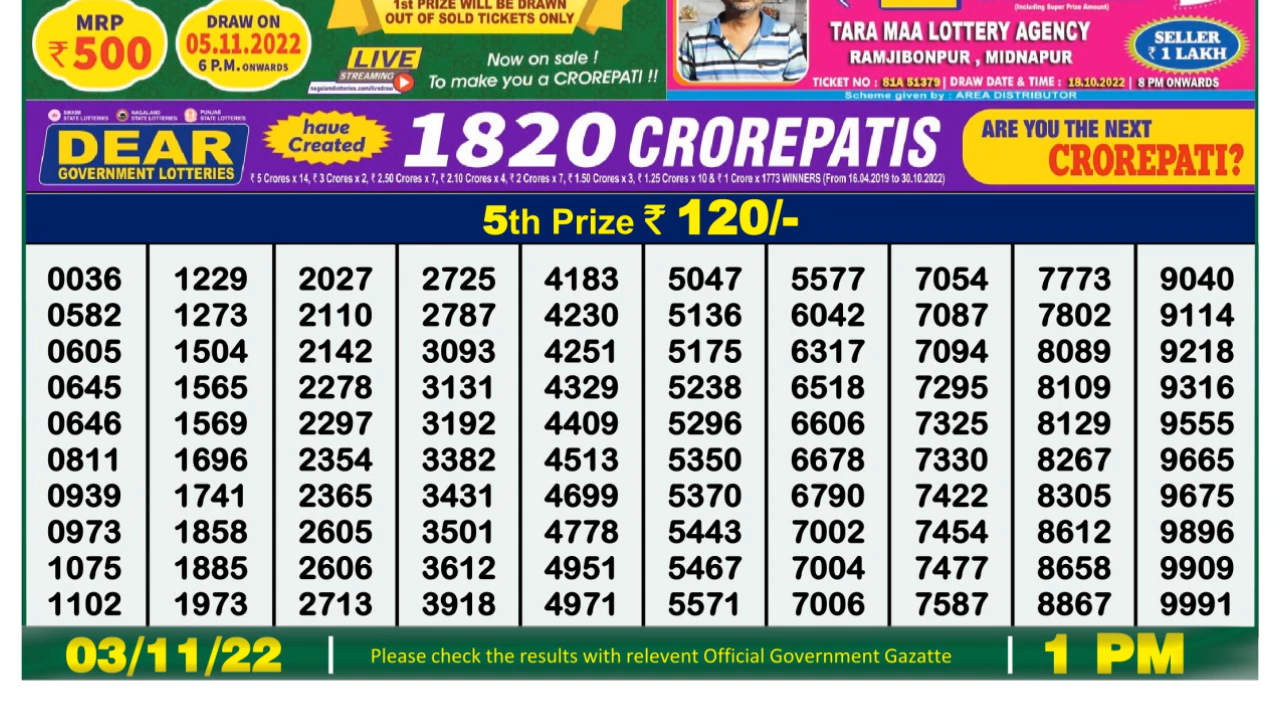 MRP
₹ 500
DRAW ON
05.11.2022
6 P.M. ONWARDS
1st PRIZE WILL BE DRAWN
OUT OF SOLD TICKETS ONLY
LIVE
STREAMING
nagalandlotteries.com/livedraw
Now on sale !
To make you a CROREPATI !!
(Including Super Prize Amount)
TARA MAA LOTTERY AGENCY
RAMJIBONPUR , MIDNAPUR
SELLER
₹ 1 LAKH
TICKET NO : 81A 51379 | DRAW DATE & TIME : 18.10.2022 | 8 PM ONWARDS
Scheme given by : AREA DISTRIBUTOR
SIKKIM STATE LOTTERIES
NAGALAND STATE LOTTERIES
PUNJAB STATE LOTTERIES
DEAR
GOVERNMENT LOTTERIES
have
Created
1820 CROREPATIS
₹ 5 Crores x 14, ₹ 3 Crores x 2, ₹ 2.50 Crores x 7, ₹ 2.10 Crores x 4, ₹ 2 Crores x 7, ₹ 1.50 Crores x 3, ₹ 1.25 Crores x 10 & ₹ 1 Crore x 1773 WINNERS (From 16.04.2019 to 30.10.2022)
ARE YOU THE NEXT
CROREPATI?
5th Prize ₹ 120/-
0036 1229 2027 2725 4183 5047 5577 7054 7773 9040
0582 1273 2110 2787 4230 5136 6042 7087 7802 9114
0605 1504 2142 3093 4251 5175 6317 7094 8089 9218
0645 1565 2278 3131 4329 5238 6518 7295 8109 9316
0646 1569 2297 3192 4409 5296 6606 7325 8129 9555
0811 1696 2354 3382 4513 5350 6678 7330 8267 9665
0939 1741 2365 3431 4699 5370 6790 7422 8305 9675
0973 1858 2605 3501 4778 5443 7002 7454 8612 9896
1075 1885 2606 3612 4951 5467 7004 7477 8658 9909
1102 1973 2713 3918 4971 5571 7006 7587 8867 9991
03/11/22
Please check the results with relevent Official Government Gazatte
1 PM